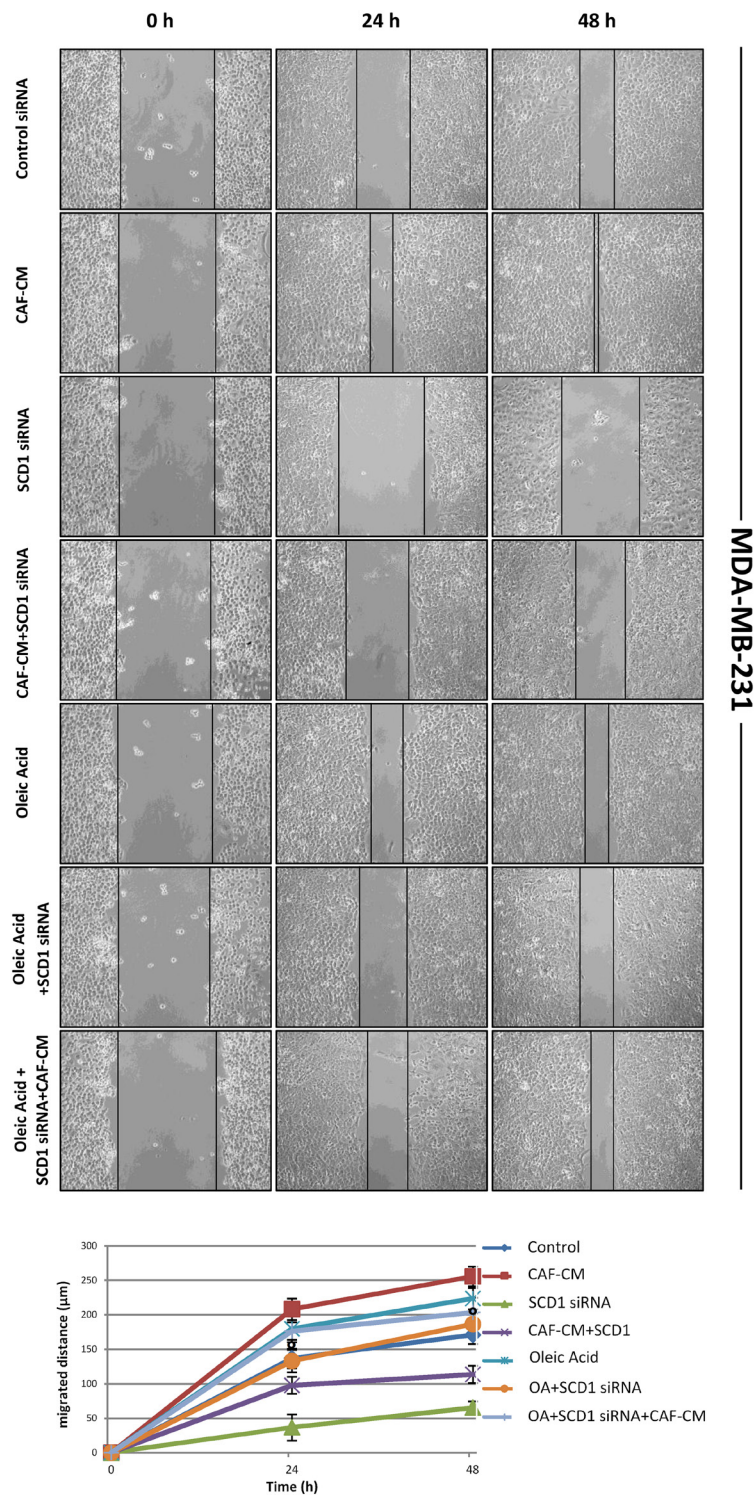 0 h 24 h 48 h
Control siRNA
CAF-CM
SCD1 siRNA
CAF-CM+SCD1 siRNA
Oleic Acid
Oleic Acid
+SCD1 siRNA
Oleic Acid +
SCD1 siRNA+CAF-CM
MDA-MB-231
migrated distance (µm)
300
250
200
150
100
50
0
0 24 48
Time (h)
Control
CAF-CM
SCD1 siRNA
CAF-CM+SCD1
Oleic Acid
OA+SCD1 siRNA
OA+SCD1 siRNA+CAF-CM